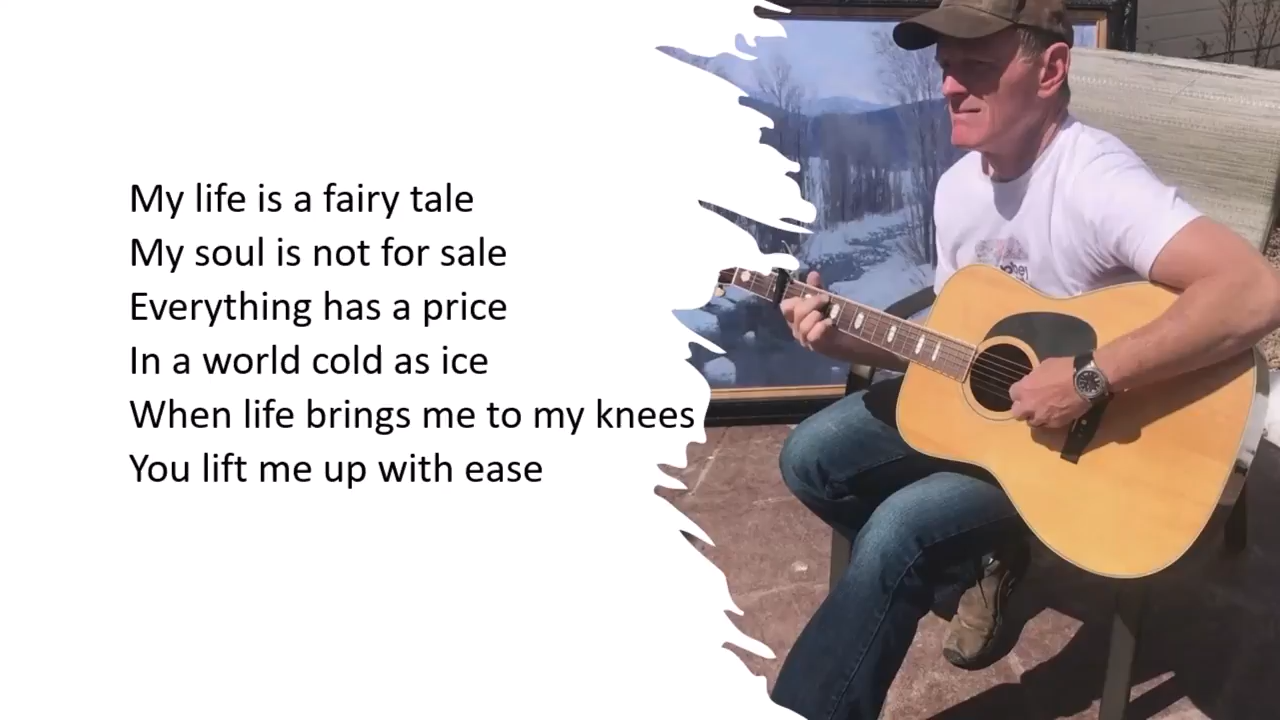 My life is a fairy tale
My soul is not for sale
Everything has a price
In a world cold as ice
When life brings me to my knees
You lift me up with ease